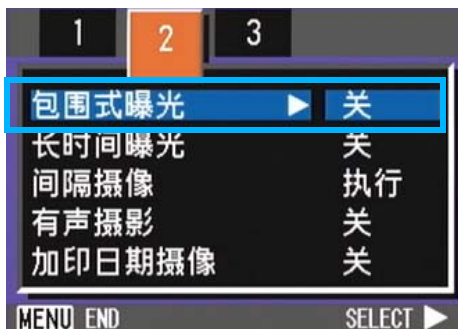 1 2 3
包围式曝光 ▶ 关
长时间曝光 关
间隔摄像 执行
有声摄影 关
加印日期摄像 关
MENU END SELECT ▶